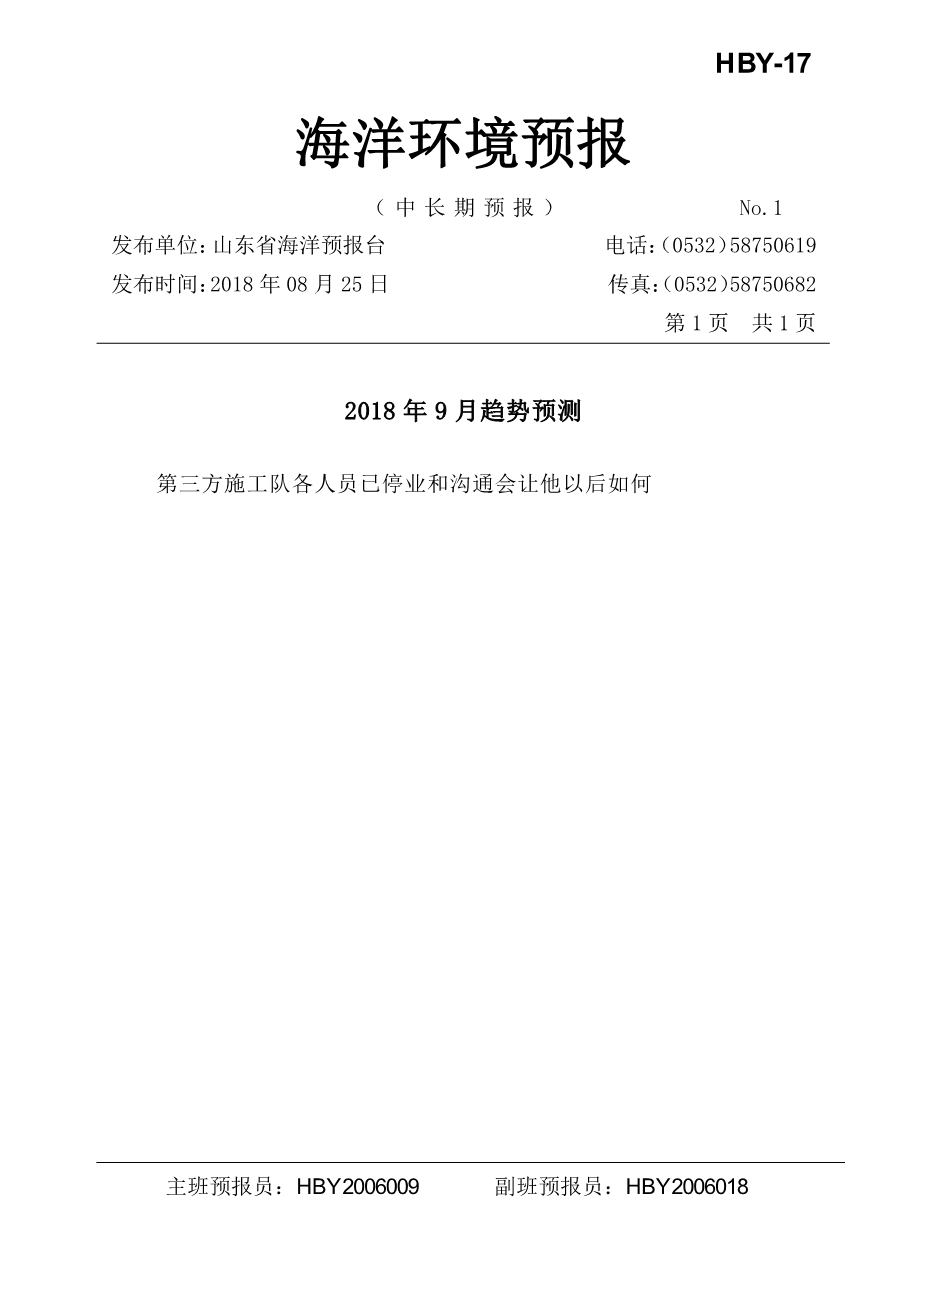 HBY-17
海洋环境预报
（中长期预报） No.1
发布单位:山东省海洋预报台 电话:(0532)58750619
发布时间:2018 年 08 月 25 日 传真:(0532)58750682
第 1 页 共 1 页
2018 年 9 月趋势预测
第三方施工队各人员已停业和沟通会让他以后如何
主班预报员：HBY2006009 副班预报员：HBY2006018